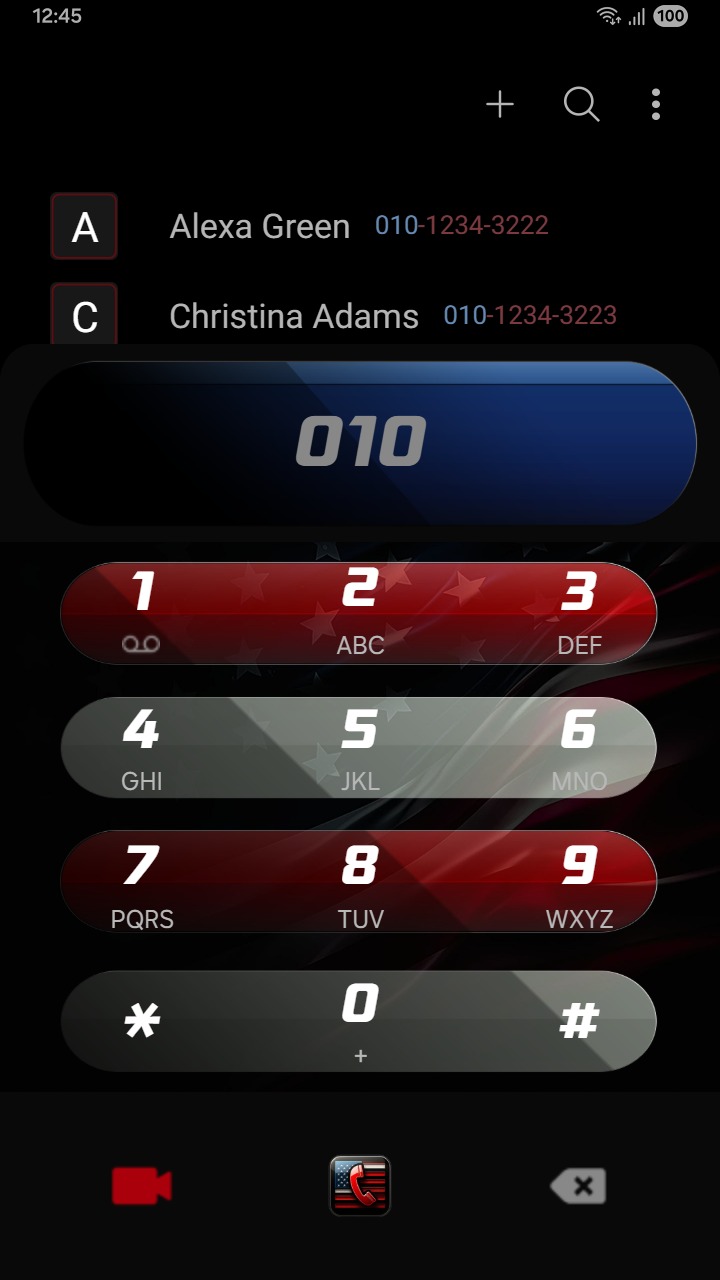 12:45 100
A Alexa Green 010-1234-3222
C Christina Adams 010-1234-3223
010
1 2 3
ABC DEF
4 5 6
GHI JKL MNO
7 8 9
PQRS TUV WXYZ
* 0 #
+